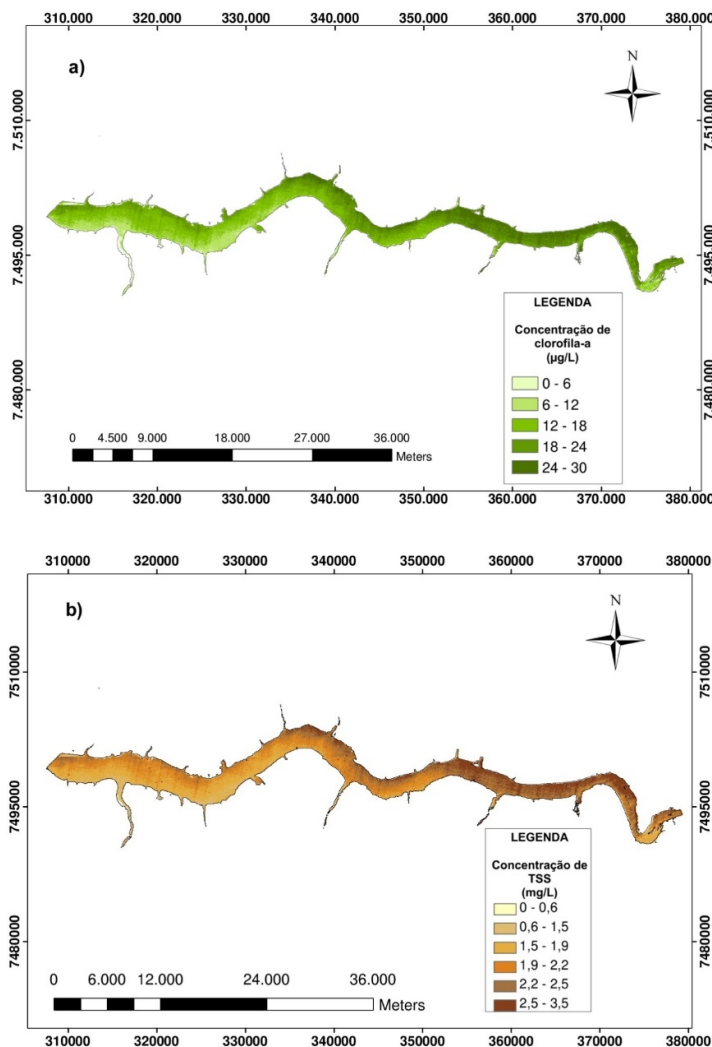 310.000 320.000 330.000 340.000 350.000 360.000 370.000 380.000
a)
N
7.510.000
7.510.000
7.495.000
7.495.000
7.480.000
7.480.000
LEGENDA
Concentração de
clorofila-a
(µg/L)
0 - 6
6 - 12
12 - 18
18 - 24
24 - 30
0 4.500 9.000 18.000 27.000 36.000
Meters
310.000 320.000 330.000 340.000 350.000 360.000 370.000 380.000
310000 320000 330000 340000 350000 360000 370000 380000
b)
N
7510000
7510000
7495000
7495000
7480000
7480000
LEGENDA
Concentração de
TSS
(mg/L)
0 - 0,6
0,6 - 1,5
1,5 - 1,9
1,9 - 2,2
2,2 - 2,5
2,5 - 3,5
0 6.000 12.000 24.000 36.000
Meters
310000 320000 330000 340000 350000 360000 370000 380000